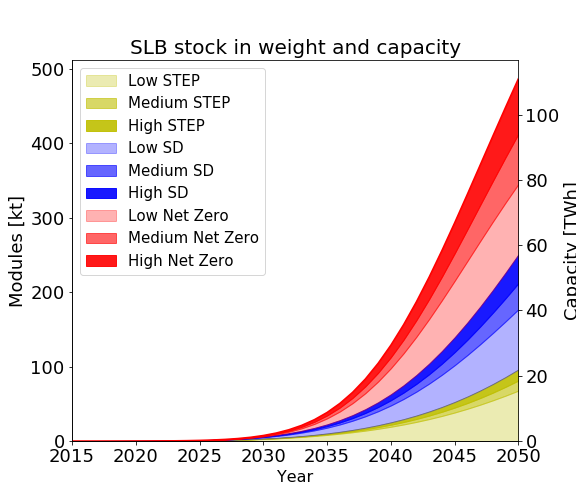 SLB stock in weight and capacity
Modules [kt]
500
400
300
200
100
0
Low STEP
Medium STEP
High STEP
Low SD
Medium SD
High SD
Low Net Zero
Medium Net Zero
High Net Zero
100
80
60
40
20
0
Capacity [TWh]
2015 2020 2025 2030 2035 2040 2045 2050
Year